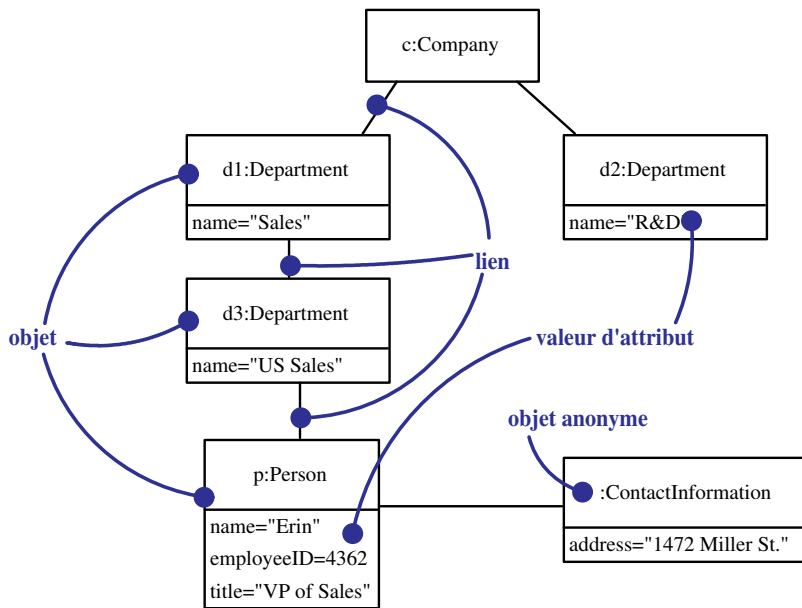 c:Company
d1:Department
name="Sales"
d2:Department
name="R&D
lien
d3:Department
name="US Sales"
objet
valeur d'attribut
objet anonyme
p:Person
name="Erin"
employeeID=4362
title="VP of Sales"
:ContactInformation
address="1472 Miller St."